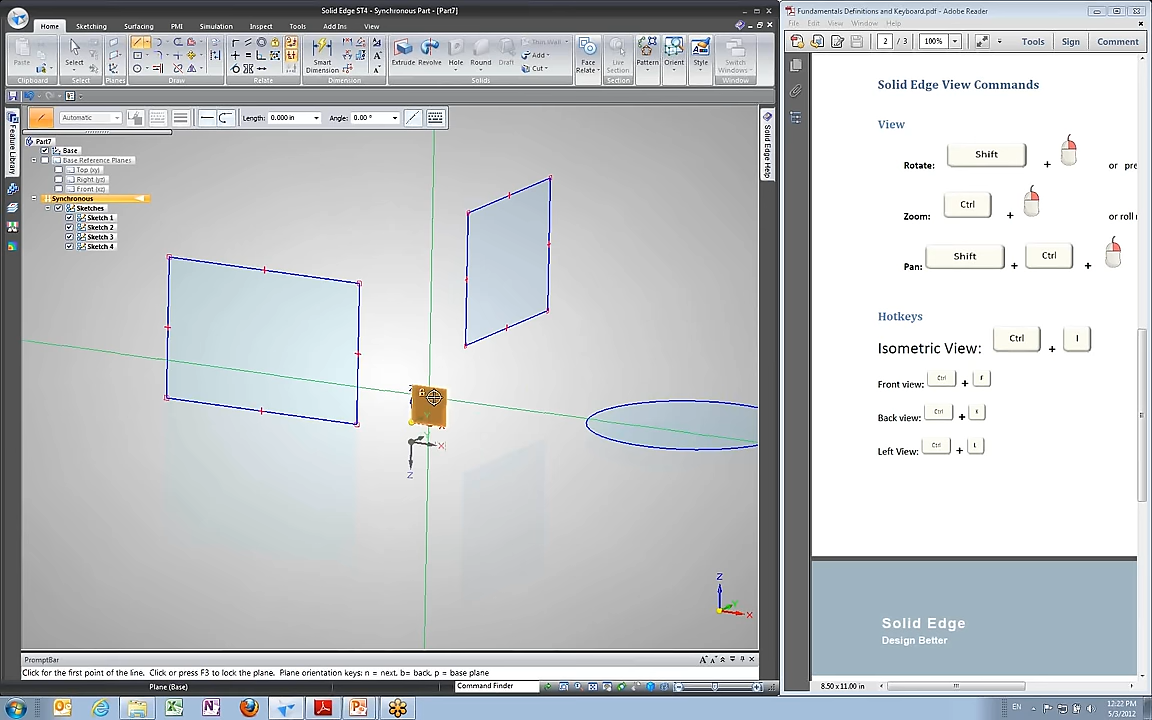 Solid Edge ST4 - Synchronous Part - [Part7]
Home
Sketching
Surfacing
PMI
Simulation
Inspect
Tools
Add Ins
View
Paste
Select
Smart
Dimension
Extrude
Revolve
Hole
Round
Draft
Thin Wall
Add
Cut
Face
Relate
Live
Section
Pattern
Orient
Style
Switch
Windows
Clipboard
Select
Planes
Draw
Relate
Dimension
Solids
Section
Window
Automatic
Length: 0.000 in
Angle: 0.00 °
Feature Library
Solid Edge Help
Part7
Base
Base Reference Planes
Top (xy)
Right (yz)
Front (xz)
Synchronous
Sketches
Sketch 1
Sketch 2
Sketch 3
Sketch 4
X
Z
Z
Y
X
PromptBar
Click for the first point of the line. Click or press F3 to lock the plane. Plane orientation keys: n = next, b= back, p = base plane
Plane (Base)
Command Finder
Fundamentals Definitions and Keyboard.pdf - Adobe Reader
File Edit View Window Help
2 / 3
100%
Tools
Sign
Comment
Solid Edge View Commands
View
Rotate: Shift + or pre
Zoom: Ctrl + or roll
Pan: Shift + Ctrl +
Hotkeys
Isometric View: Ctrl + I
Front view: Ctrl + F
Back view: Ctrl + K
Left View: Ctrl + L
Solid Edge
Design Better
8.50 x 11.00 in
EN
12:22 PM
5/3/2012